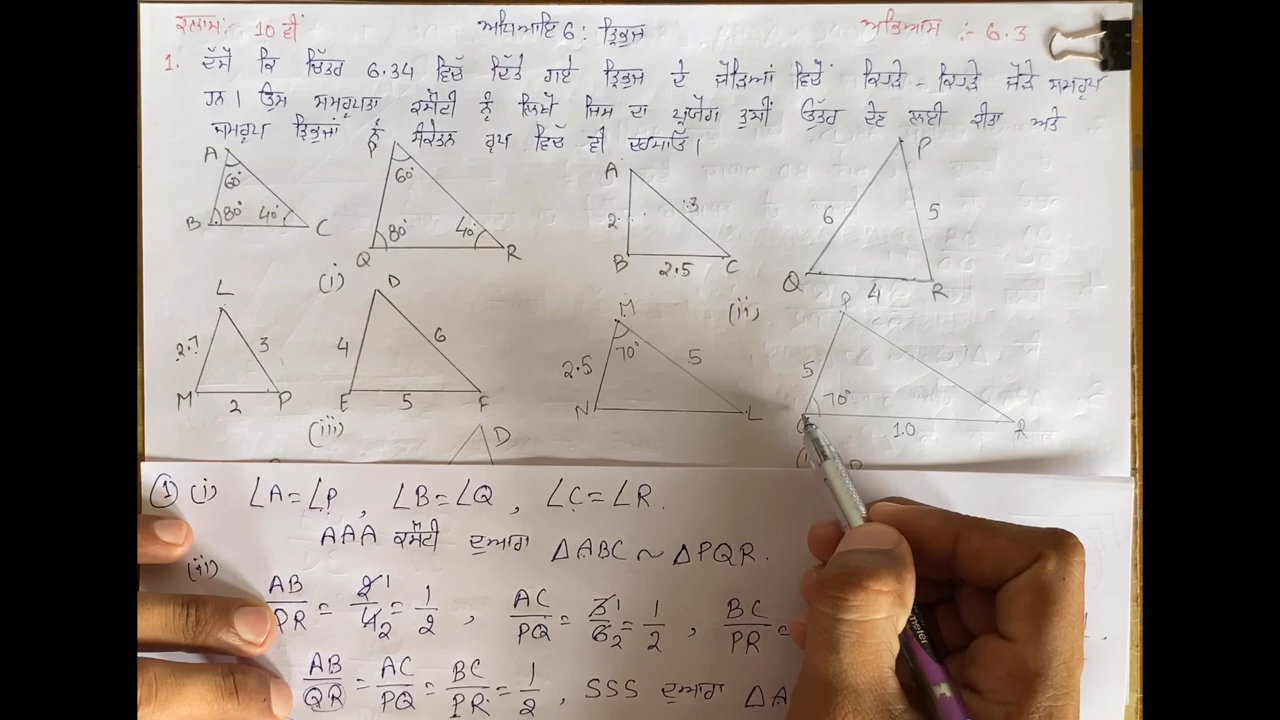 ਕਲਾਸ: 10 ਵੀਂ ਅਧਿਆਇ 6: ਤ੍ਰਿਭੁਜ ਅਭਿਆਸ :- 6.3
1. ਦੱਸੋ ਕਿ ਚਿੱਤਰ 6.34 ਵਿੱਚ ਦਿੱਤੇ ਗਏ ਤ੍ਰਿਭੁਜ ਦੇ ਜੋੜਿਆਂ ਵਿਚੋਂ ਕਿਹੜੇ - ਕਿਹੜੇ ਜੋੜੇ ਸਮਰੂਪ
ਹਨ। ਉਸ ਸਮਰੂਪਤਾ ਕਸੌਟੀ ਨੂੰ ਲਿਖੋ ਜਿਸ ਦਾ ਪ੍ਰਯੋਗ ਤੁਸੀਂ ਉੱਤਰ ਦੇਣ ਲਈ ਕੀਤਾ ਅਤੇ
ਸਮਰੂਪ ਤ੍ਰਿਭੁਜਾਂ ਨੂੰ ਸੰਕੇਤਨ ਰੂਪ ਵਿੱਚ ਵੀ ਦਰਸਾਓ।
A 60° B 80° 40° C
P 60° Q 80° 40° R
(i)
A 2 3 B 2.5 C
P 6 5 Q 4 R
(ii)
L 2.7 3 M 2 P
D 4 6 E 5 F
(iii)
M 2.5 70° 5 N L
P 5 70° 10 R
D
① (i) ∠A=∠P , ∠B=∠Q , ∠C=∠R.
AAA ਕਸੌਟੀ ਦੁਆਰਾ △ABC ~ △PQR.
(ii) AB/QR = 2/4 = 1/2 , AC/PQ = 3/6 = 1/2 , BC/PR =
AB/QR = AC/PQ = BC/PR = 1/2 , SSS ਦੁਆਰਾ △A